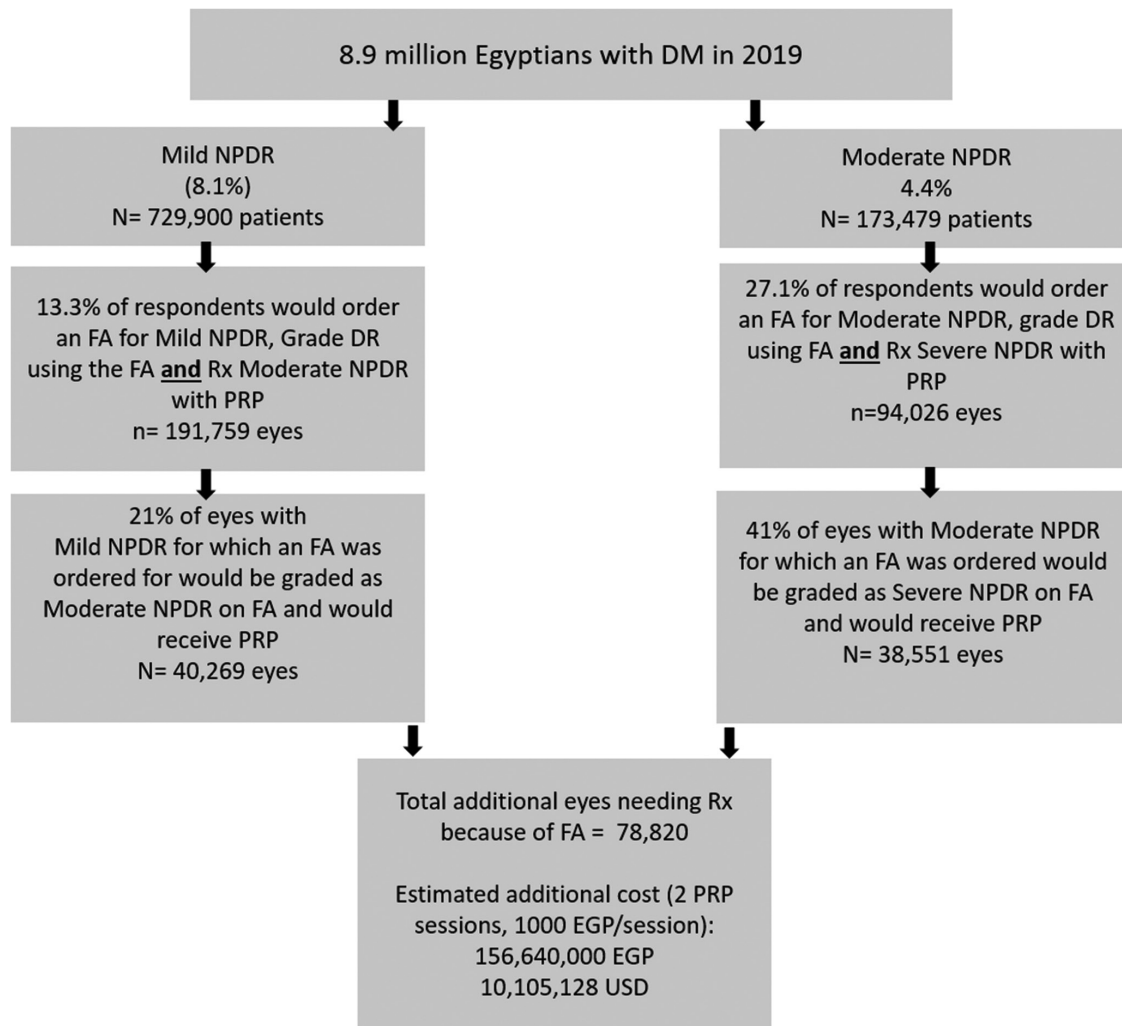 8.9 million Egyptians with DM in 2019
Mild NPDR
(8.1%)
N= 729,900 patients
Moderate NPDR
4.4%
N= 173,479 patients
13.3% of respondents would order
an FA for Mild NPDR, Grade DR
using the FA and Rx Moderate NPDR
with PRP
n= 191,759 eyes
27.1% of respondents would order
an FA for Moderate NPDR, grade DR
using FA and Rx Severe NPDR with
PRP
n=94,026 eyes
21% of eyes with
Mild NPDR for which an FA was
ordered for would be graded as
Moderate NPDR on FA and would
receive PRP
N= 40,269 eyes
41% of eyes with Moderate NPDR
for which an FA was ordered would
be graded as Severe NPDR on FA
and would receive PRP
N= 38,551 eyes
Total additional eyes needing Rx
because of FA = 78,820
Estimated additional cost (2 PRP
sessions, 1000 EGP/session):
156,640,000 EGP
10,105,128 USD